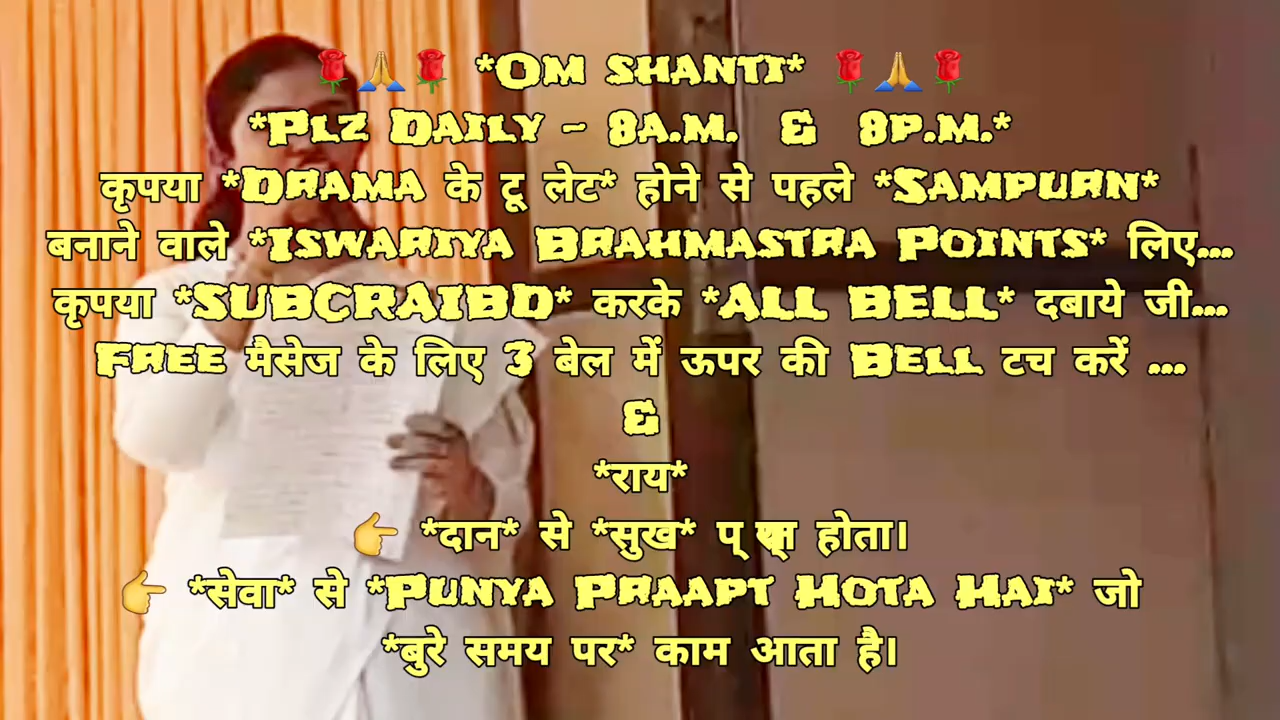 🌹🙏🌹 *Om shanti* 🌹🙏🌹
*Plz Daily - 8a.m. & 8p.m.*
कृपया *Drama के टू लेट* होने से पहले *Sampurn*
बनाने वाले *Iswariya Brahmastra Points* लिए...
कृपया *SUBCRAIBD* करके *ALL BELL* दबाये जी...
Free मैसेज के लिए 3 बेल में ऊपर की Bell टच करें ...
&
*राय*
👉 *दान* से *सुख* होता।
👉 *सेवा* से *Punya Praapt Hota Hai* जो
*बुरे समय पर* काम आता है।